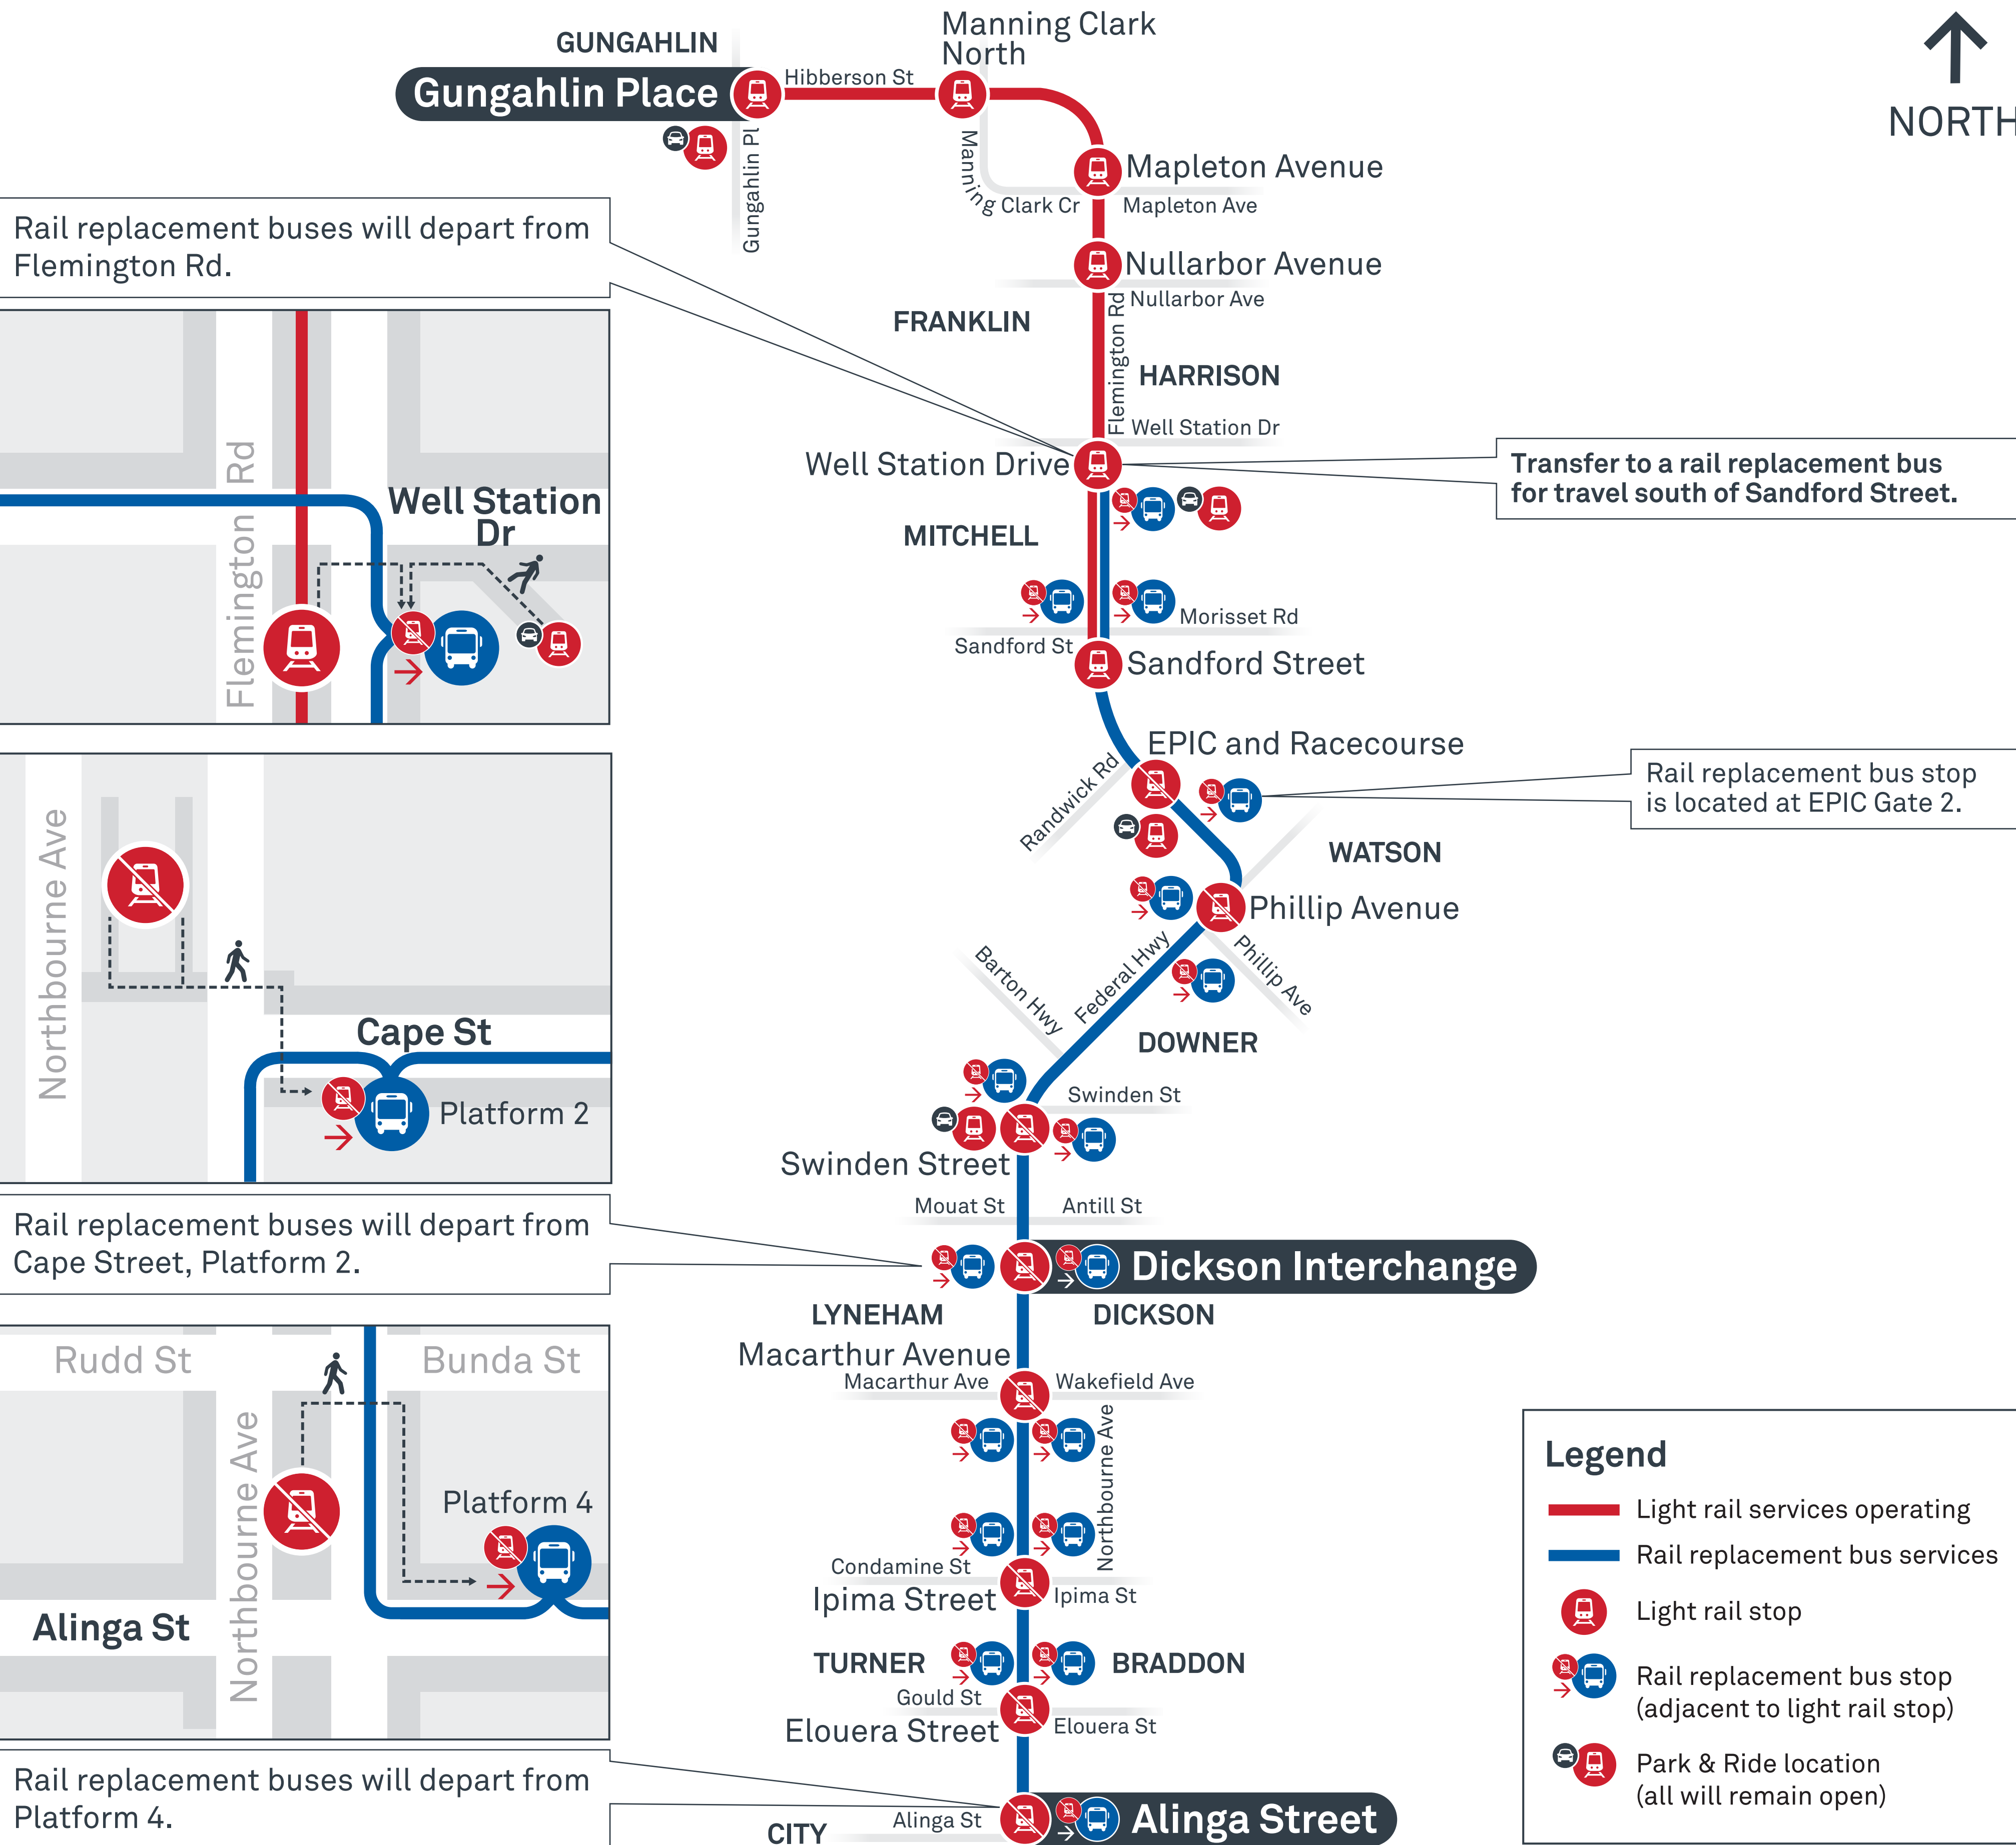 GUNGAHLIN
Gungahlin Place
Hibberson St
Manning Clark
North
Gungahlin Pl
Manning Clark Cr
Mapleton Avenue
Mapleton Ave
Nullarbor Avenue
Nullarbor Ave
NORTH
Rail replacement buses will depart from
Flemington Rd.
FRANKLIN
Flemington Rd
HARRISON
Well Station Dr
Well Station Drive
Transfer to a rail replacement bus
for travel south of Sandford Street.
Flemington Rd
Well Station
Dr
MITCHELL
Morisset Rd
Sandford St
Sandford Street
EPIC and Racecourse
Randwick Rd
Rail replacement bus stop
is located at EPIC Gate 2.
WATSON
Phillip Avenue
Phillip Ave
Federal Hwy
Barton Hwy
DOWNER
Northbourne Ave
Cape St
Platform 2
Swinden St
Swinden Street
Mouat St
Antill St
Rail replacement buses will depart from
Cape Street, Platform 2.
Dickson Interchange
LYNEHAM
DICKSON
Macarthur Avenue
Macarthur Ave
Wakefield Ave
Northbourne Ave
Rudd St
Bunda St
Northbourne Ave
Platform 4
Alinga St
Condamine St
Ipima Street
Ipima St
TURNER
BRADDON
Gould St
Elouera Street
Elouera St
Rail replacement buses will depart from
Platform 4.
Alinga St
Alinga Street
CITY
Legend
Light rail services operating
Rail replacement bus services
Light rail stop
Rail replacement bus stop
(adjacent to light rail stop)
Park & Ride location
(all will remain open)